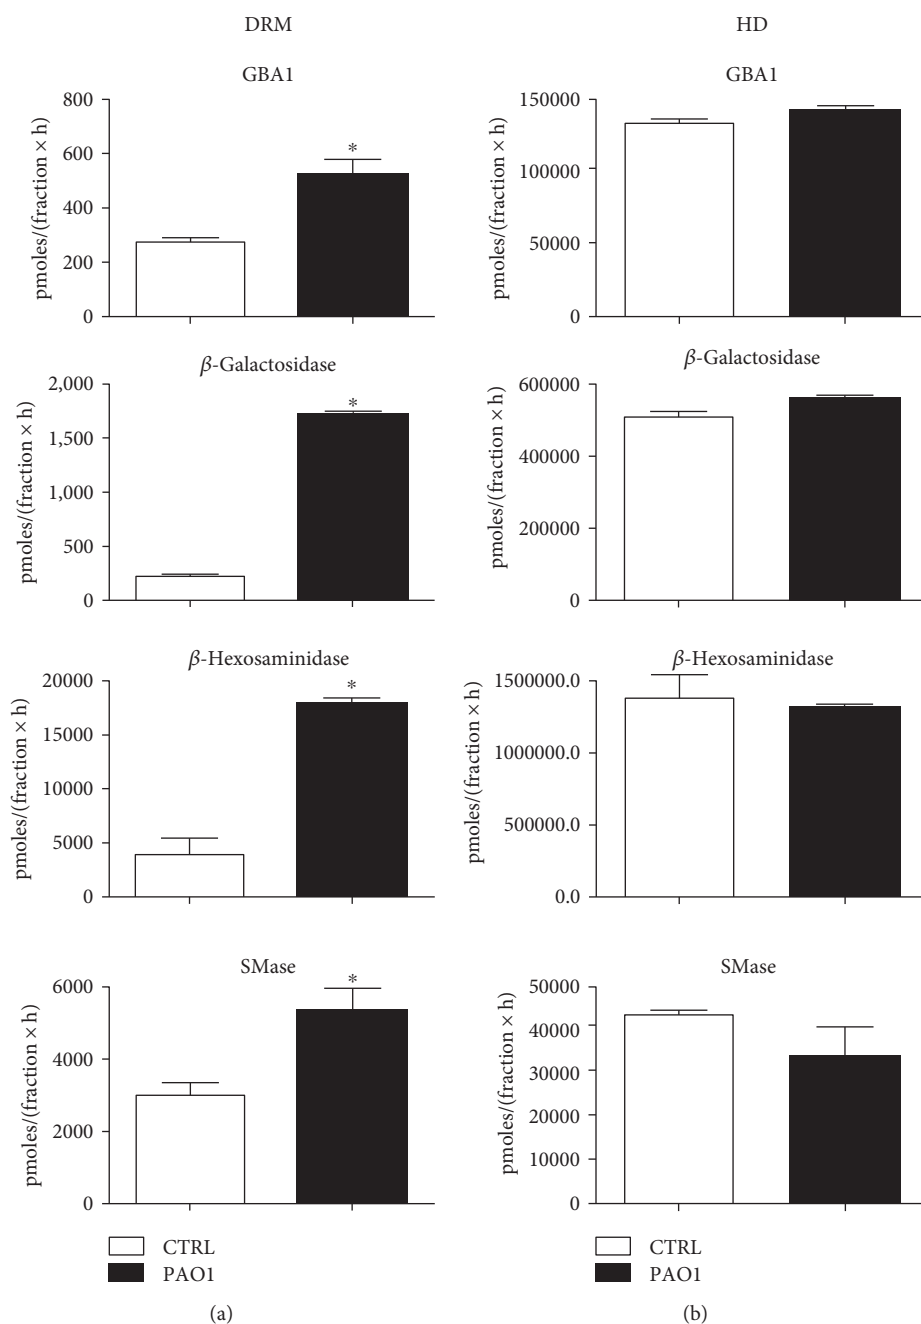 DRM
GBA1
pmoles/(fraction × h)
800
600
400
200
0
*
β-Galactosidase
pmoles/(fraction × h)
2,000
1,500
1,000
500
0
*
β-Hexosaminidase
pmoles/(fraction × h)
20000
15000
10000
5000
0
*
SMase
pmoles/(fraction × h)
6000
4000
2000
0
*
CTRL
PAO1
(a)
HD
GBA1
pmoles/(fraction × h)
150000
100000
50000
0
β-Galactosidase
pmoles/(fraction × h)
600000
400000
200000
0
β-Hexosaminidase
pmoles/(fraction × h)
1500000.0
1000000.0
500000.0
0.0
SMase
pmoles/(fraction × h)
50000
40000
30000
20000
10000
0
CTRL
PAO1
(b)